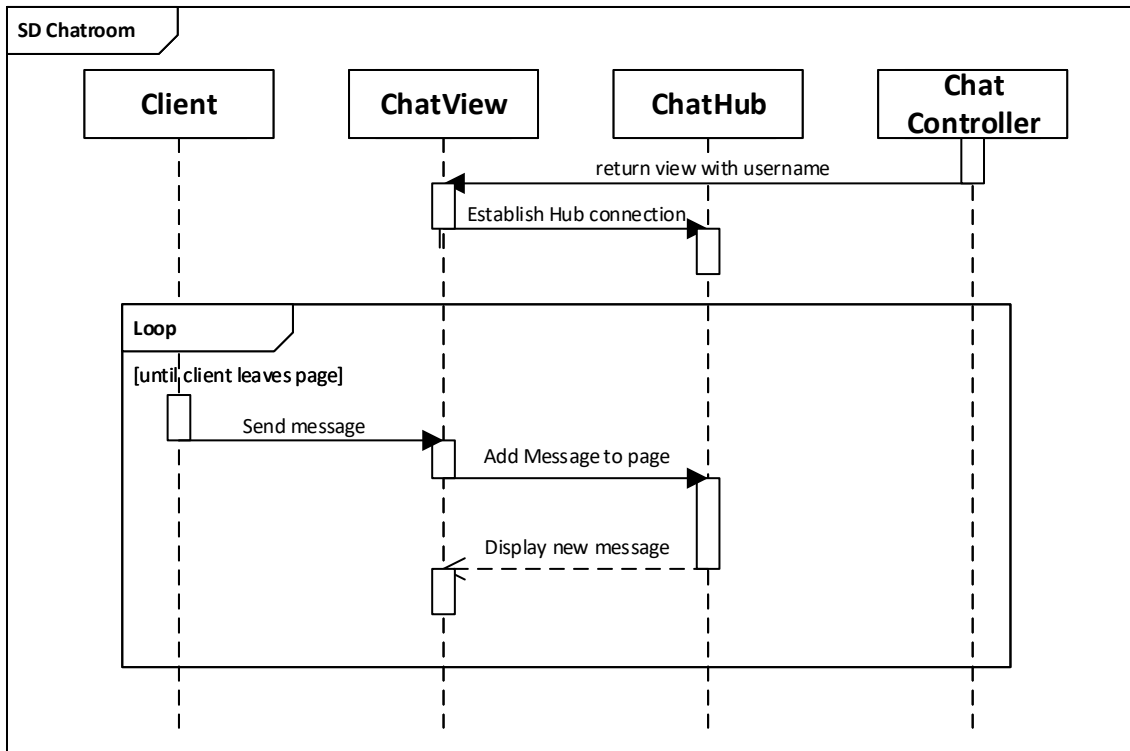 SD Chatroom
Client
ChatView
ChatHub
Chat
Controller
return view with username
Establish Hub connection
Loop
[until client leaves page]
Send message
Add Message to page
Display new message